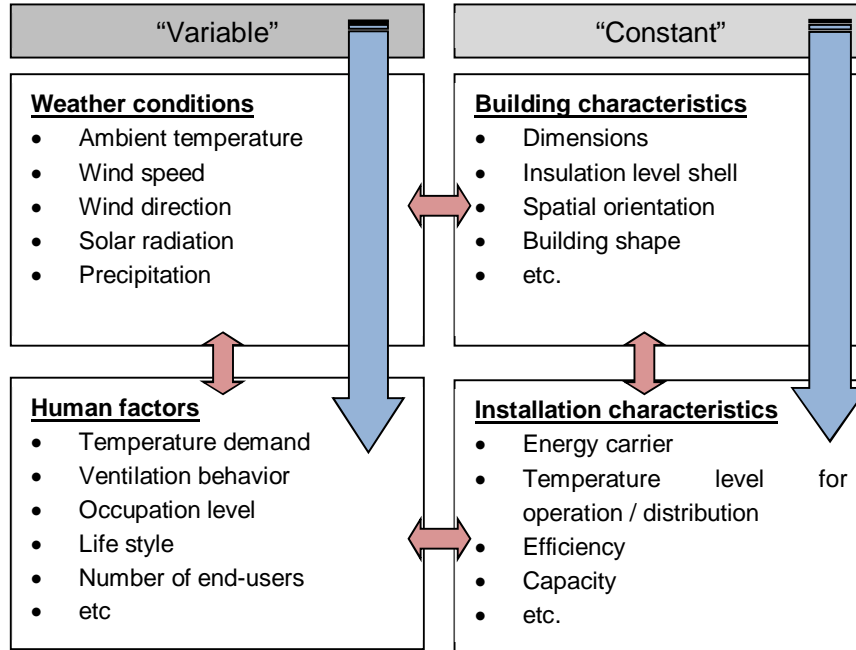 “Variable”
“Constant”
Weather conditions
• Ambient temperature
• Wind speed
• Wind direction
• Solar radiation
• Precipitation
Building characteristics
• Dimensions
• Insulation level shell
• Spatial orientation
• Building shape
• etc.
Human factors
• Temperature demand
• Ventilation behavior
• Occupation level
• Life style
• Number of end-users
• etc
Installation characteristics
• Energy carrier
• Temperature level for
operation / distribution
• Efficiency
• Capacity
• etc.